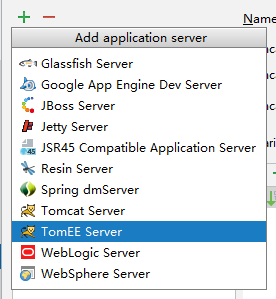 Name
Add application server
Glassfish Server
Google App Engine Dev Server
JBoss Server
Jetty Server
JSR45 Compatible Application Server
Resin Server
Spring dmServer
Tomcat Server
TomEE Server
WebLogic Server
WebSphere Server